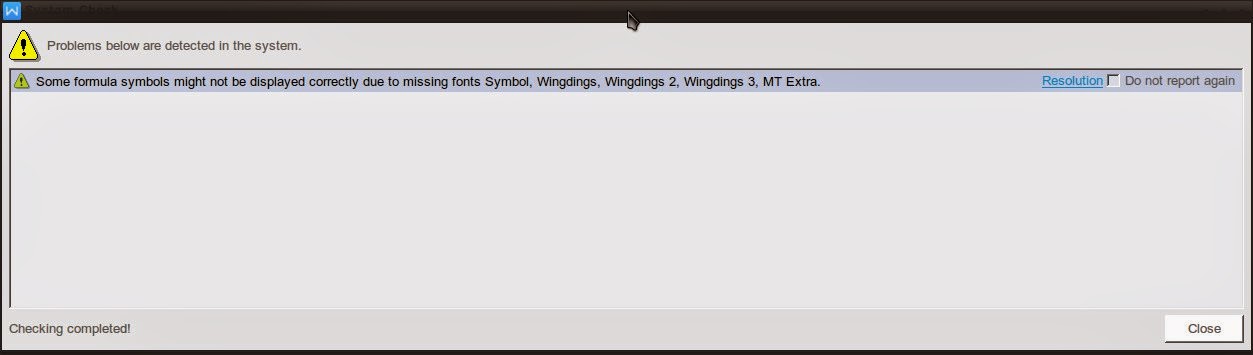 System Check
Problems below are detected in the system.
Some formula symbols might not be displayed correctly due to missing fonts Symbol, Wingdings, Wingdings 2, Wingdings 3, MT Extra. Resolution Do not report again
Checking completed! Close